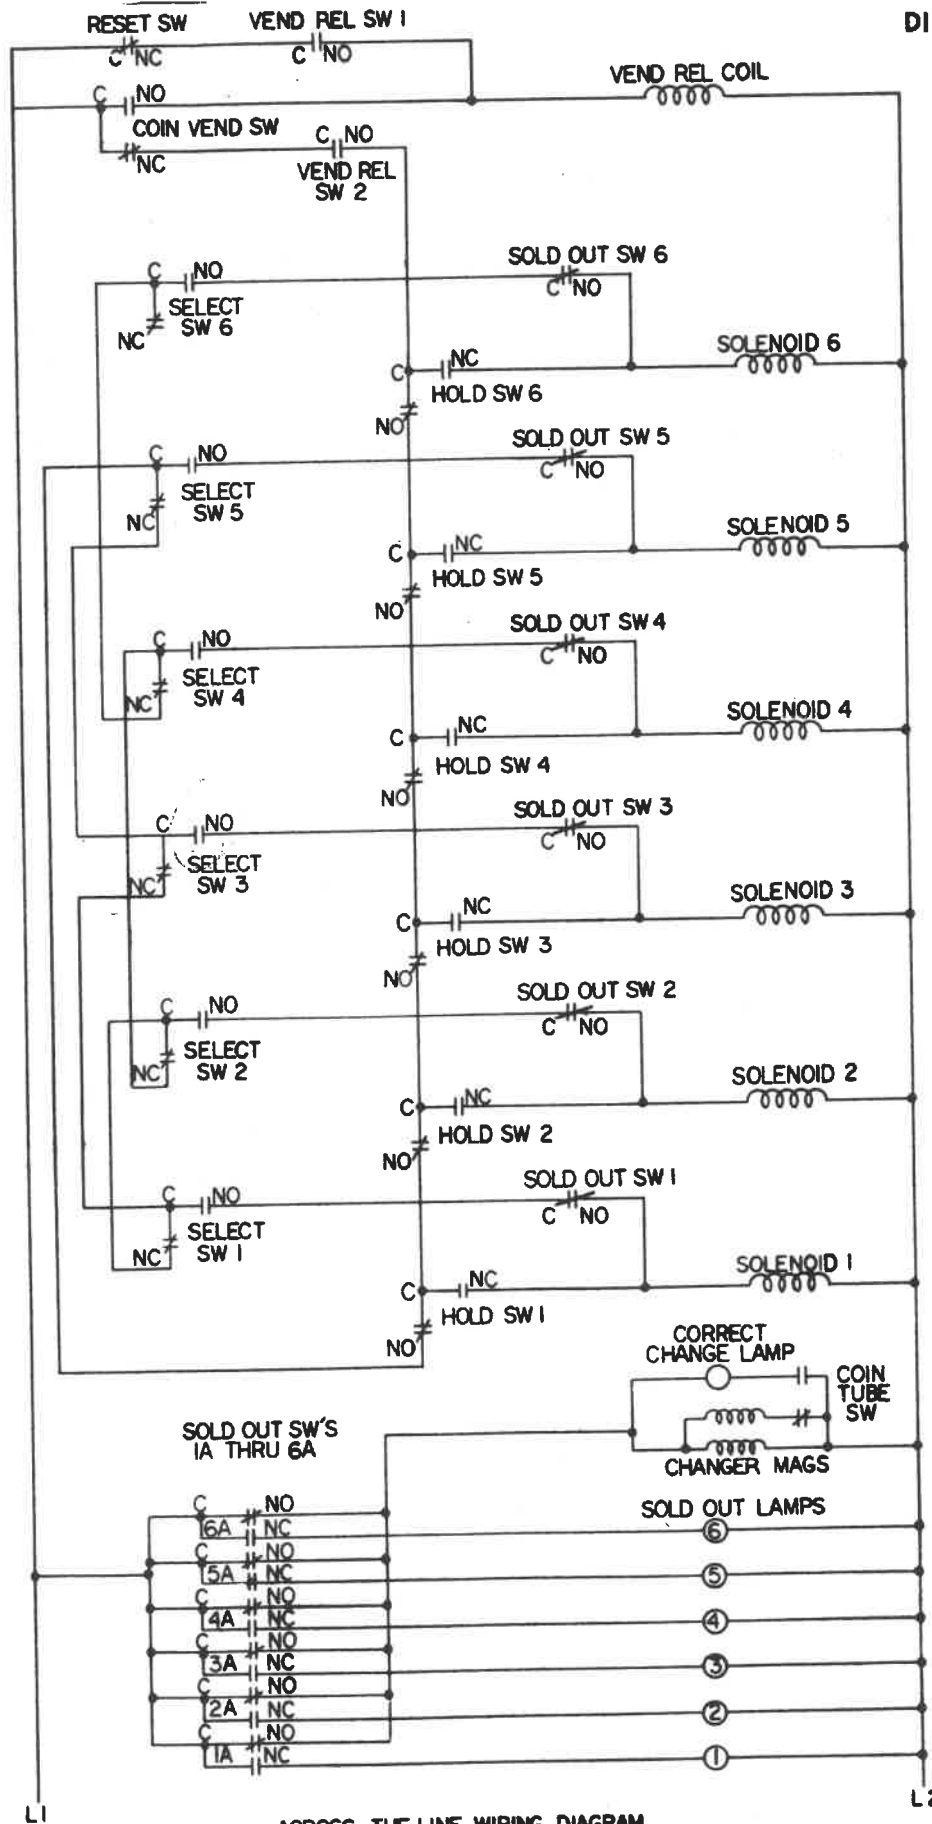 RESET SW VEND REL SW 1 D1
C NC C NO
VEND REL COIL
C NO
COIN VEND SW
NC C NO
VEND REL
SW 2
C NO SOLD OUT SW 6
C NO
SELECT
SW 6
NC
SOLENOID 6
C NC
HOLD SW 6
NO
C NO SOLD OUT SW 5
C NO
SELECT
SW 5
NC
SOLENOID 5
C NC
HOLD SW 5
NO
C NO SOLD OUT SW 4
C NO
SELECT
SW 4
NC
SOLENOID 4
C NC
HOLD SW 4
NO
C NO SOLD OUT SW 3
C NO
SELECT
SW 3
NC
SOLENOID 3
C NC
HOLD SW 3
NO
C NO SOLD OUT SW 2
C NO
SELECT
SW 2
NC
SOLENOID 2
C NC
HOLD SW 2
NO
C NO SOLD OUT SW 1
C NO
SELECT
SW 1
NC
SOLENOID 1
C NC
HOLD SW 1
NO
CORRECT
CHANGE LAMP
COIN
TUBE
SW
CHANGER MAGS
SOLD OUT SW'S
1A THRU 6A
SOLD OUT LAMPS
C NO
6A NC 6
C NO
5A NC 5
C NO
4A NC 4
C NO
3A NC 3
C NO
2A NC 2
C NO
1A NC 1
L1 L2
ACROSS THE LINE WIRING DIAGRAM